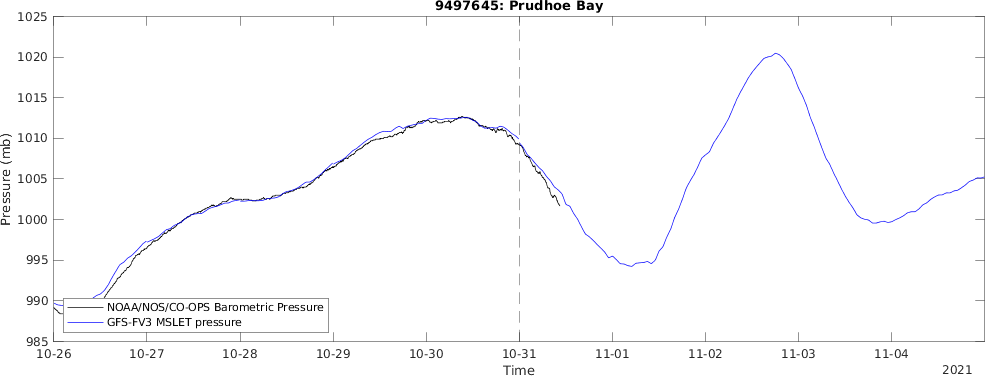 9497645: Prudhoe Bay
1025
1020
1015
1010
1005
1000
995
990
985
Pressure (mb)
NOAA/NOS/CO-OPS Barometric Pressure
GFS-FV3 MSLET pressure
10-26 10-27 10-28 10-29 10-30 10-31 11-01 11-02 11-03 11-04
Time
2021